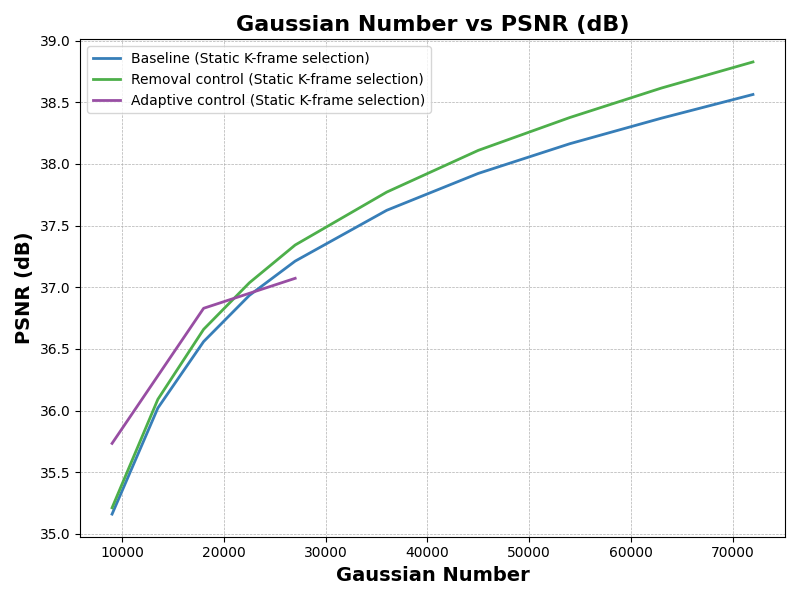 Gaussian Number vs PSNR (dB)
Baseline (Static K-frame selection)
Removal control (Static K-frame selection)
Adaptive control (Static K-frame selection)
PSNR (dB)
39.0
38.5
38.0
37.5
37.0
36.5
36.0
35.5
35.0
10000 20000 30000 40000 50000 60000 70000
Gaussian Number